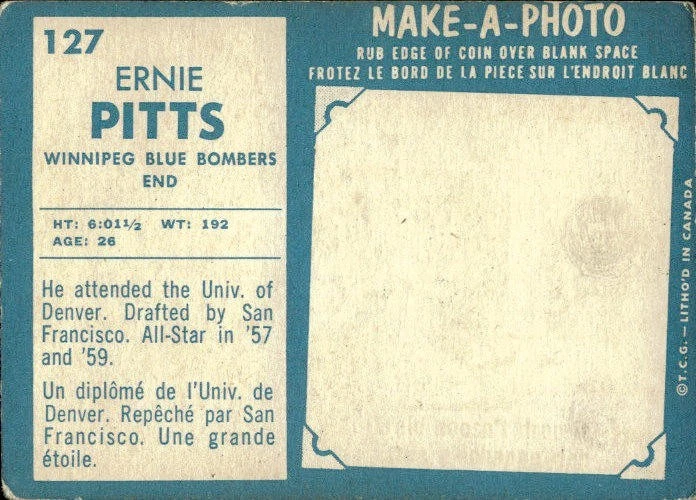 127
ERNIE
PITTS
WINNIPEG BLUE BOMBERS
END
HT: 6:01½ WT: 192
AGE: 26
He attended the Univ. of
Denver. Drafted by San
Francisco. All-Star in '57
and '59.
Un diplômé de l'Univ. de
Denver. Repêché par San
Francisco. Une grande
étoile.
MAKE-A-PHOTO
RUB EDGE OF COIN OVER BLANK SPACE
FROTEZ LE BORD DE LA PIECE SUR L'ENDROIT BLANC
©T.C.G.—LITHO'D IN CANADA